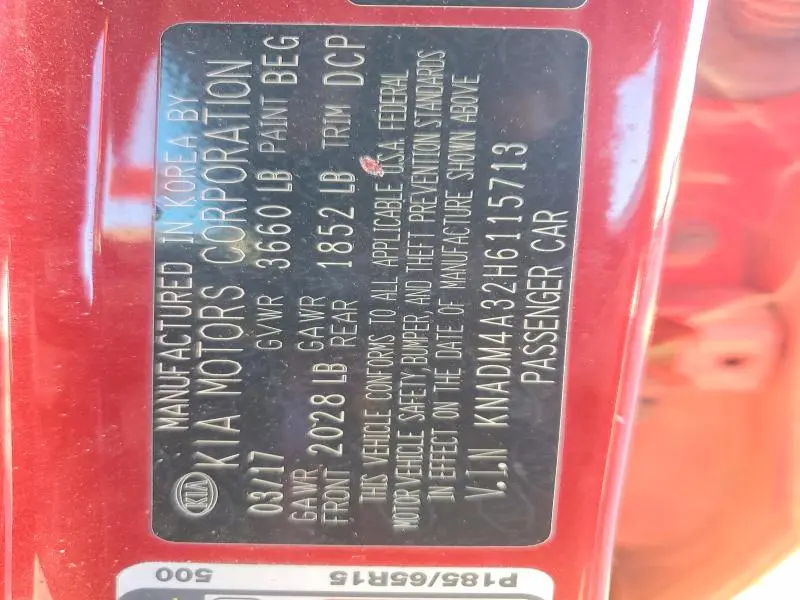 MANUFACTURED IN KOREA BY
KIA KIA MOTORS CORPORATION
03/17 GVWR 3660 LB PAINT BEG
GAWR FRONT 2028 LB GAWR REAR 1852 LB TRIM DCP
THIS VEHICLE CONFORMS TO ALL APPLICABLE USA FEDERAL
MOTOR VEHICLE SAFETY, BUMPER, AND THEFT PREVENTION STANDARDS
IN EFFECT ON THE DATE OF MANUFACTURE SHOWN ABOVE
V.I.N KNADM4A32H6115713
PASSENGER CAR
P185/65R15
500